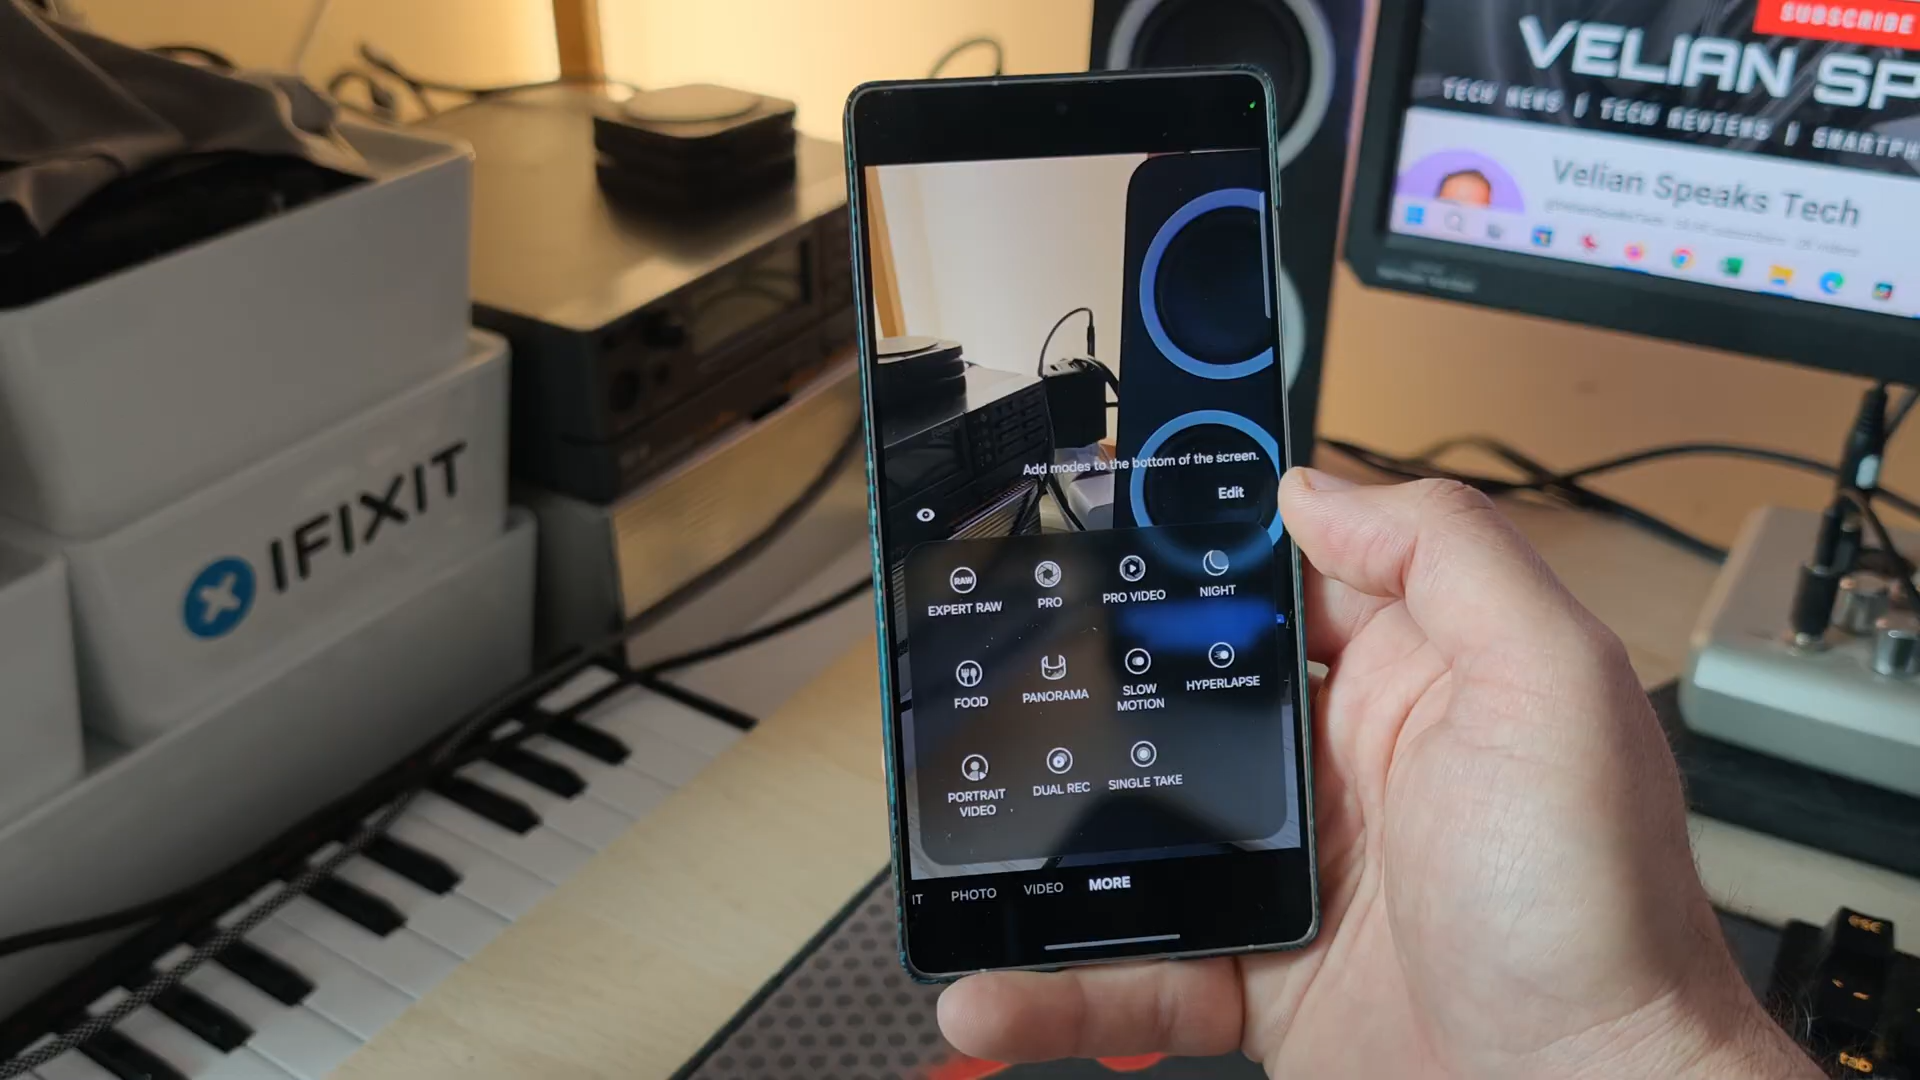 SUBSCRIBE
VELIAN SP
TECH NEWS | TECH REVIEWS | SMARTPH
Velian Speaks Tech
IFIXIT
Add modes to the bottom of the screen.
Edit
RAW
EXPERT RAW
PRO
PRO VIDEO
NIGHT
FOOD
PANORAMA
SLOW
MOTION
HYPERLAPSE
PORTRAIT
VIDEO
DUAL REC
SINGLE TAKE
IT
PHOTO
VIDEO
MORE
esc
tab